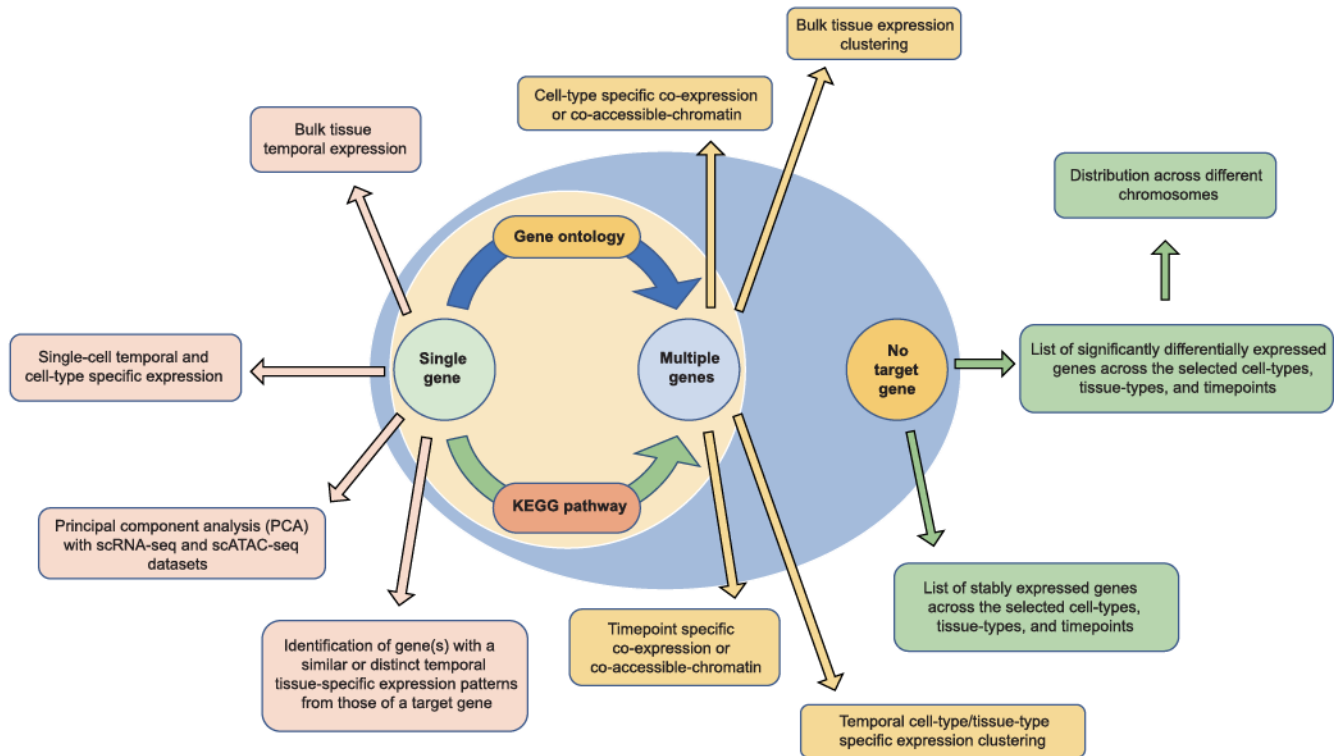 Bulk tissue expression
clustering
Cell-type specific co-expression
or co-accessible-chromatin
Bulk tissue
temporal expression
Distribution across different
chromosomes
Gene ontology
Single-cell temporal and
cell-type specific expression
Single
gene
Multiple
genes
No
target
gene
List of significantly differentially expressed
genes across the selected cell-types,
tissue-types, and timepoints
KEGG pathway
Principal component analysis (PCA)
with scRNA-seq and scATAC-seq
datasets
List of stably expressed genes
across the selected cell-types,
tissue-types, and timepoints
Identification of gene(s) with a
similar or distinct temporal
tissue-specific expression patterns
from those of a target gene
Timepoint specific
co-expression or
co-accessible-chromatin
Temporal cell-type/tissue-type
specific expression clustering